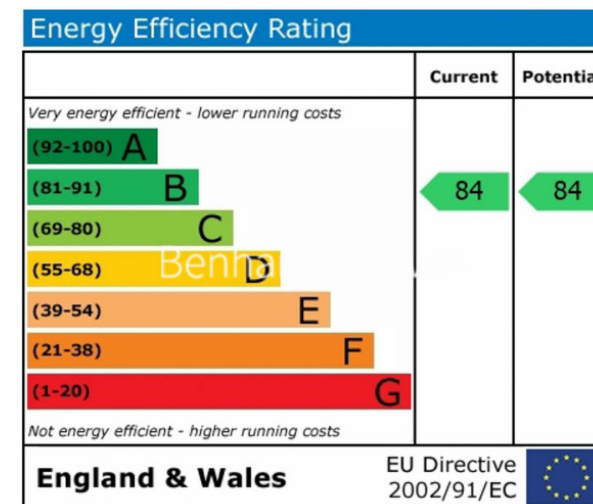 Energy Efficiency Rating
Current Potentia
Very energy efficient - lower running costs
(92-100) A
(81-91) B 84 84
(69-80) C
(55-68) D
Benha
(39-54) E
(21-38) F
(1-20) G
Not energy efficient - higher running costs
England & Wales
EU Directive
2002/91/EC